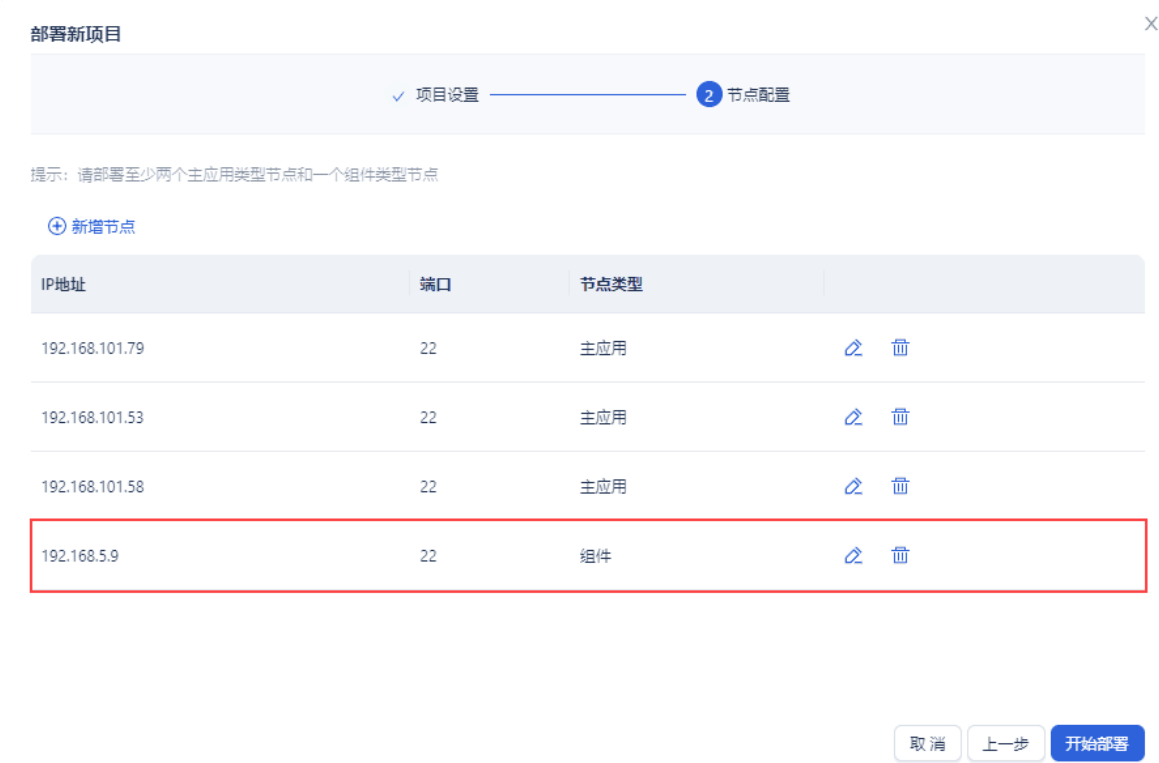 部署新项目
项目设置 2 节点配置
提示：请部署至少两个主应用类型节点和一个组件类型节点
新增节点
IP地址 端口 节点类型
192.168.101.79 22 主应用
192.168.101.53 22 主应用
192.168.101.58 22 主应用
192.168.5.9 22 组件
取消 上一步 开始部署